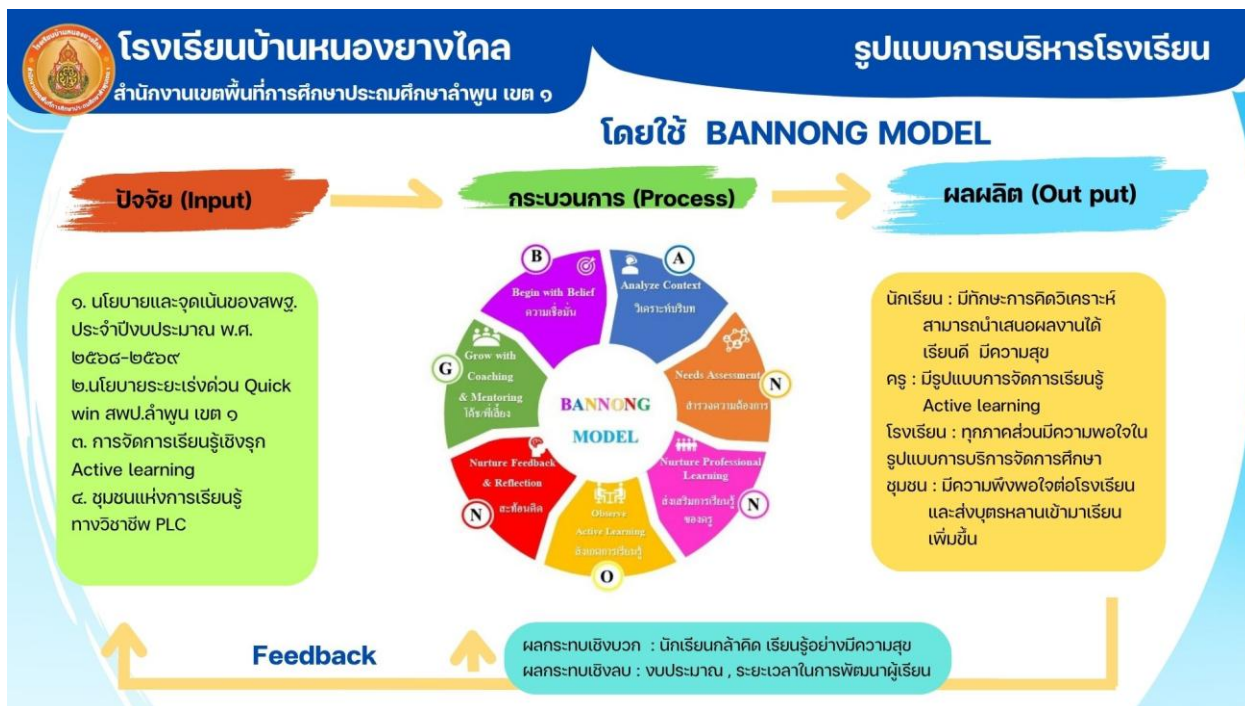 โรงเรียนบ้านหนองยางไคล
สำนักงานเขตพื้นที่การศึกษาประถมศึกษาลำพูน เขต ๑
รูปแบบการบริหารโรงเรียน
โดยใช้ BANNONG MODEL
ปัจจัย (Input)
กระบวนการ (Process)
ผลผลิต (Out put)
๑. นโยบายและจุดเน้นของสพฐ.
ประจำปีงบประมาณ พ.ศ.
๒๕๖๘-๒๕๖๙
๒.นโยบายระยะเร่งด่วน Quick
win สพป.ลำพูน เขต ๑
๓. การจัดการเรียนรู้เชิงรุก
Active learning
๔. ชุมชนแห่งการเรียนรู้
ทางวิชาชีพ PLC
B
Begin with Belief
ความเชื่อมั่น
A
Analyze Context
วิเคราะห์บริบท
N
Needs Assessment
สำรวจความต้องการ
N
Nurture Professional
Learning
ส่งเสริมการเรียนรู้
ของครู
O
Observe
Active Learning
สังเกตการเรียนรู้
N
Nurture Feedback
& Reflection
สะท้อนคิด
G
Grow with
Coaching
& Mentoring
โค้ช/พี่เลี้ยง
BANNONG
MODEL
นักเรียน : มีทักษะการคิดวิเคราะห์
สามารถนำเสนอผลงานได้
เรียนดี มีความสุข
ครู : มีรูปแบบการจัดการเรียนรู้
Active learning
โรงเรียน : ทุกภาคส่วนมีความพอใจใน
รูปแบบการบริการจัดการศึกษา
ชุมชน : มีความพึงพอใจต่อโรงเรียน
และส่งบุตรหลานเข้ามาเรียน
เพิ่มขึ้น
Feedback
ผลกระทบเชิงบวก : นักเรียนกล้าคิด เรียนรู้อย่างมีความสุข
ผลกระทบเชิงลบ : งบประมาณ , ระยะเวลาในการพัฒนาผู้เรียน